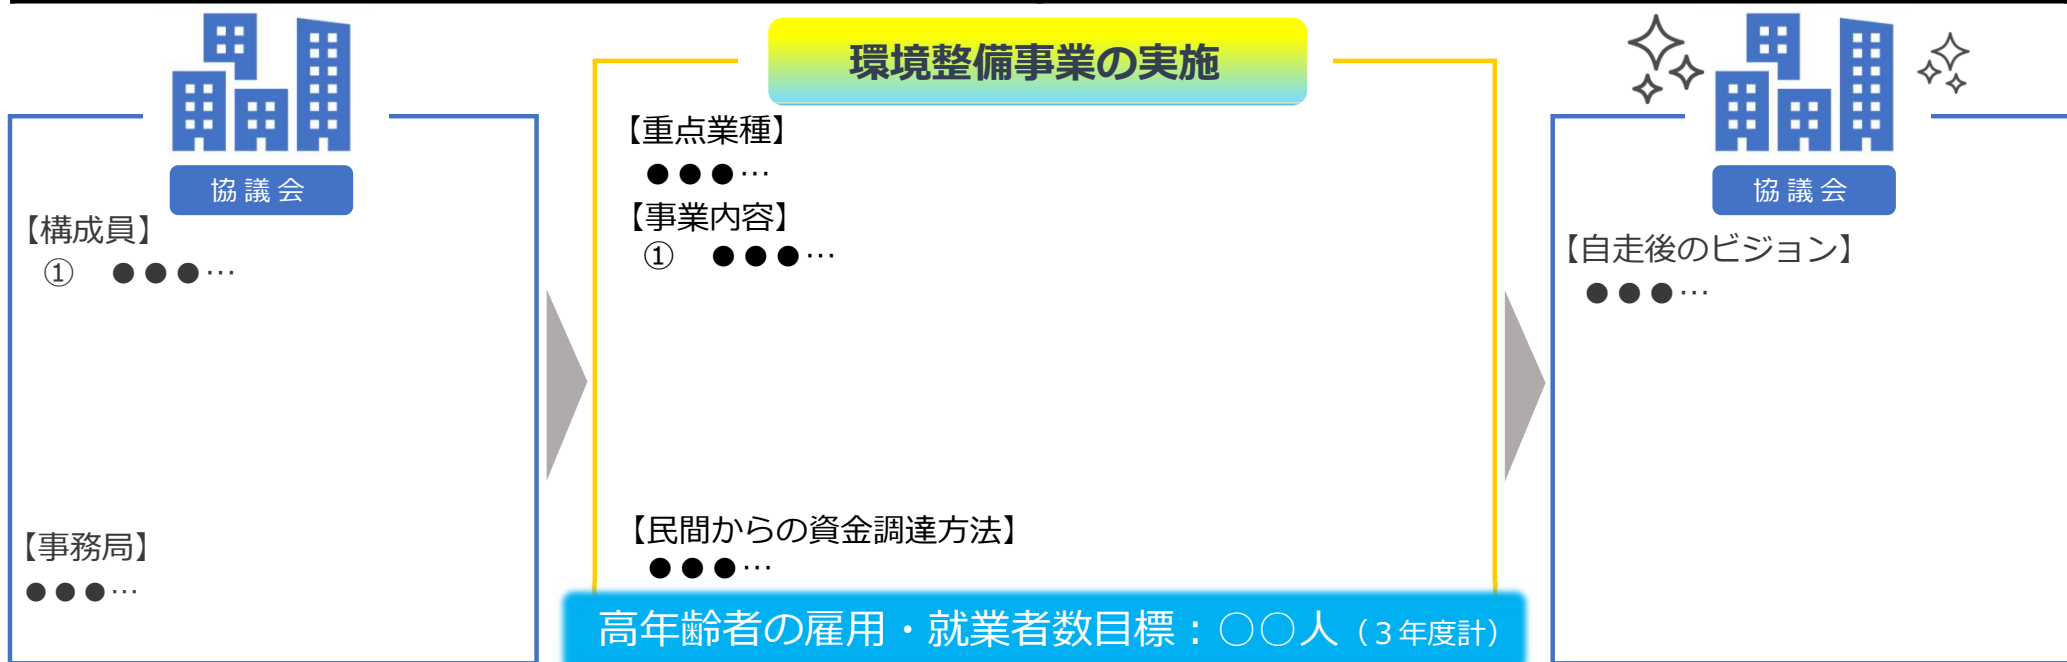 協議会
【構成員】
① ●●●…
【事務局】
●●●…
環境整備事業の実施
【重点業種】
●●●…
【事業内容】
① ●●●…
【民間からの資金調達方法】
●●●…
高年齢者の雇用・就業者数目標：○○人（３年度計）
協議会
【自走後のビジョン】
●●●…